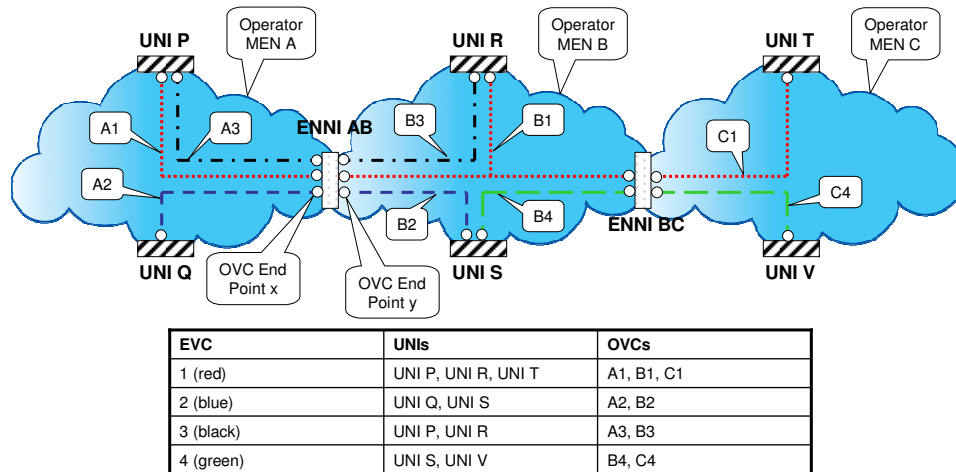 UNI P
Operator
MEN A
UNI R
Operator
MEN B
UNI T
Operator
MEN C
A1
A3
ENNI AB
B3
B1
C1
A2
B2
B4
C4
ENNI BC
UNI Q
OVC End
Point x
OVC End
Point y
UNI S
UNI V
EVC UNIs OVCs
1 (red) UNI P, UNI R, UNI T A1, B1, C1
2 (blue) UNI Q, UNI S A2, B2
3 (black) UNI P, UNI R A3, B3
4 (green) UNI S, UNI V B4, C4